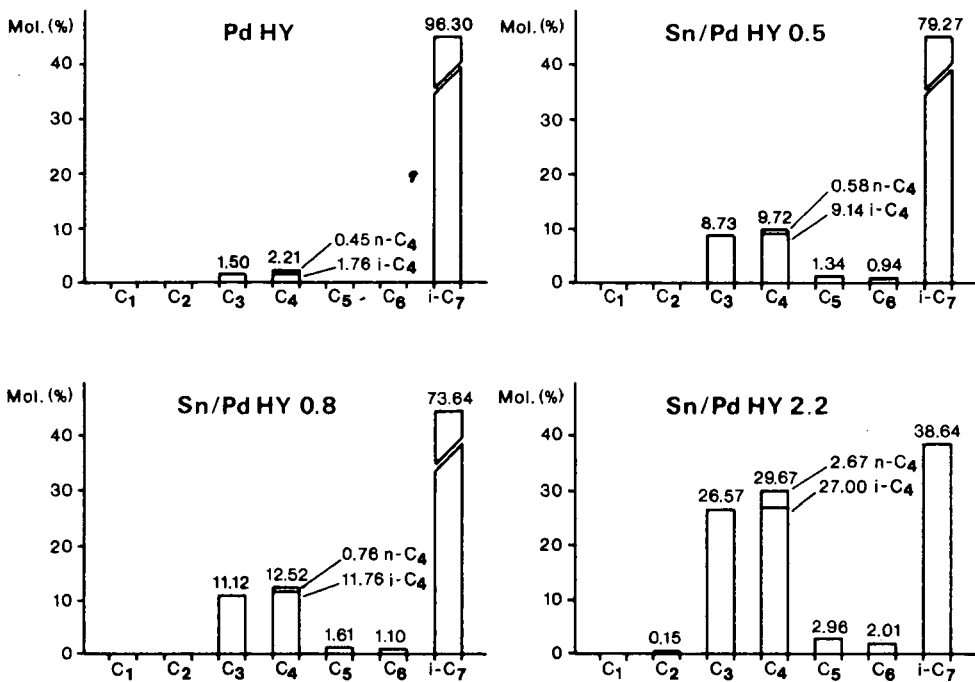 Mol. (%)
Pd HY
96.30
40
30
20
10
0
1.50
2.21
0.45 n-C4
1.76 i-C4
C1 C2 C3 C4 C5 C6 i-C7
Mol. (%)
Sn/Pd HY 0.5
79.27
40
30
20
10
0
8.73
9.72
0.58 n-C4
9.14 i-C4
1.34
0.94
C1 C2 C3 C4 C5 C6 i-C7
Mol. (%)
Sn/Pd HY 0.8
73.64
40
30
20
10
0
11.12
12.52
0.76 n-C4
11.76 i-C4
1.61
1.10
C1 C2 C3 C4 C5 C6 i-C7
Mol. (%)
Sn/Pd HY 2.2
40
30
20
10
0
0.15
26.57
29.67
2.67 n-C4
27.00 i-C4
2.96
2.01
38.64
C1 C2 C3 C4 C5 C6 i-C7